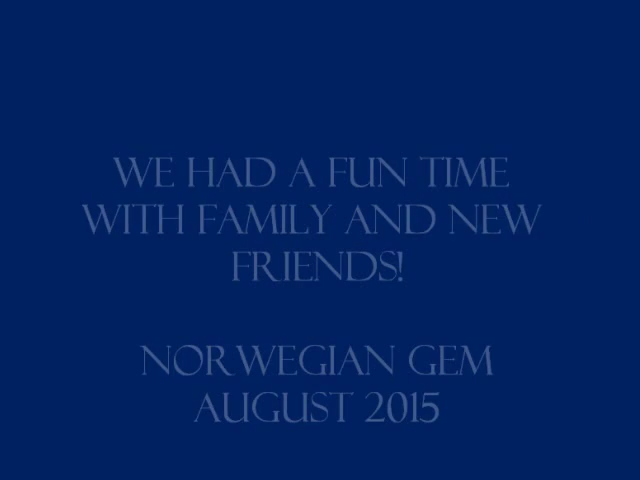 WE HAD A FUN TIME
WITH FAMILY AND NEW
FRIENDS!
NORWEGIAN GEM
AUGUST 2015